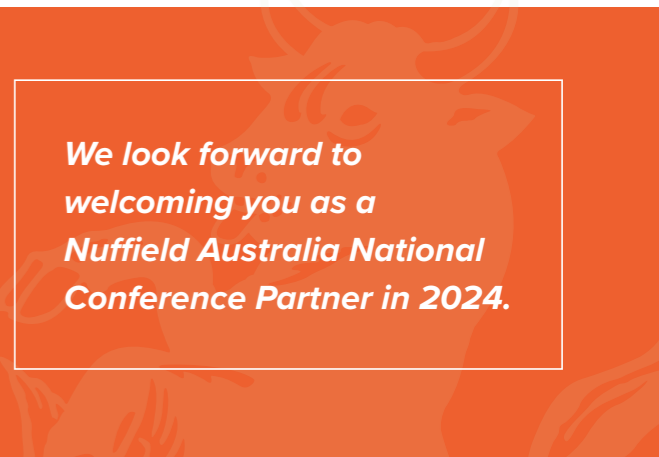 We look forward to
welcoming you as a
Nuffield Australia National
Conference Partner in 2024.